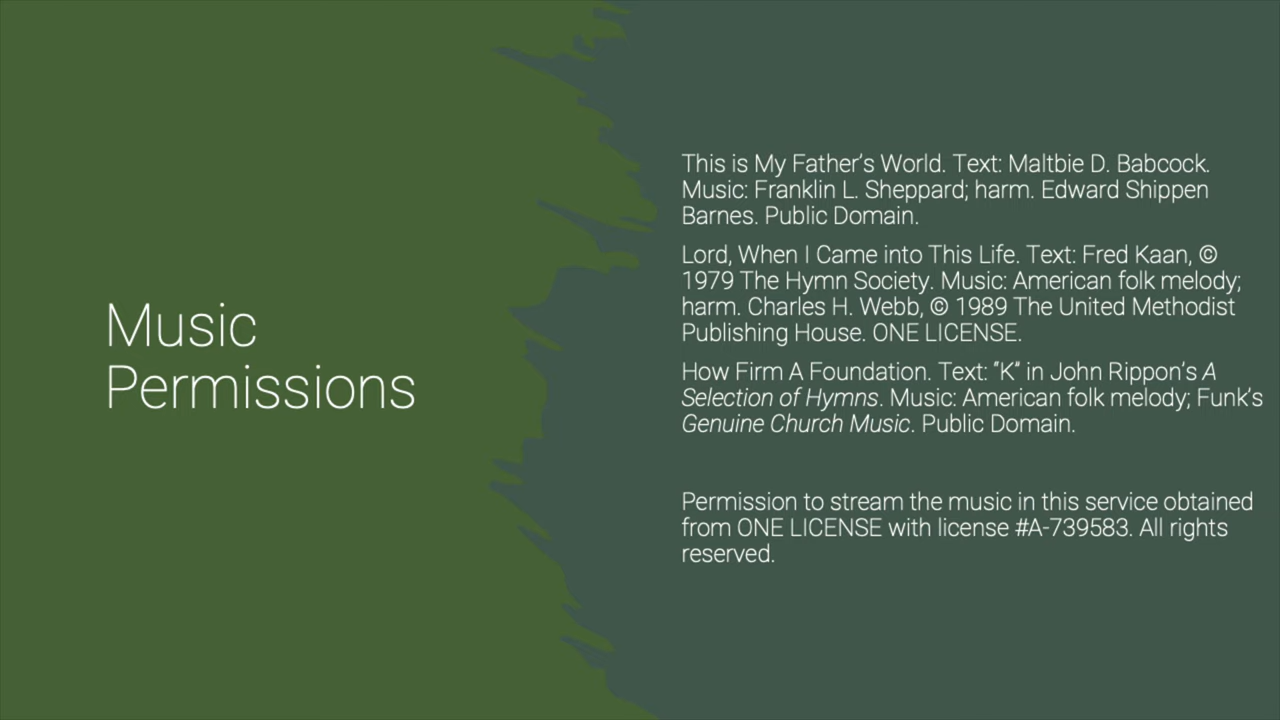 Music
Permissions
This is My Father’s World. Text: Maltbie D. Babcock.
Music: Franklin L. Sheppard; harm. Edward Shippen
Barnes. Public Domain.
Lord, When I Came into This Life. Text: Fred Kaan, ©
1979 The Hymn Society. Music: American folk melody;
harm. Charles H. Webb, © 1989 The United Methodist
Publishing House. ONE LICENSE.
How Firm A Foundation. Text: “K” in John Rippon’s A
Selection of Hymns. Music: American folk melody; Funk’s
Genuine Church Music. Public Domain.
Permission to stream the music in this service obtained
from ONE LICENSE with license #A-739583. All rights
reserved.